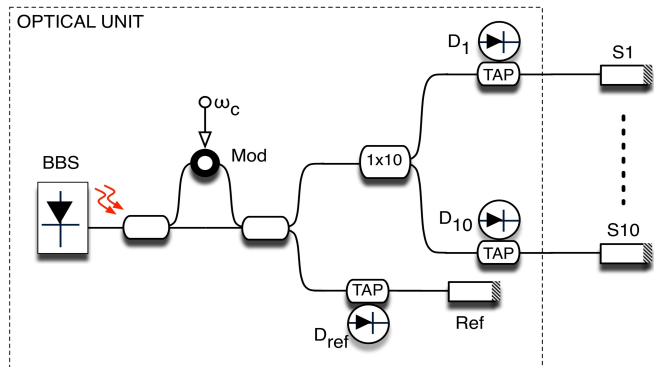 OPTICAL UNIT
D1
TAP
S1
ωc
Mod
BBS
1x10
D10
TAP
S10
TAP
Dref
Ref